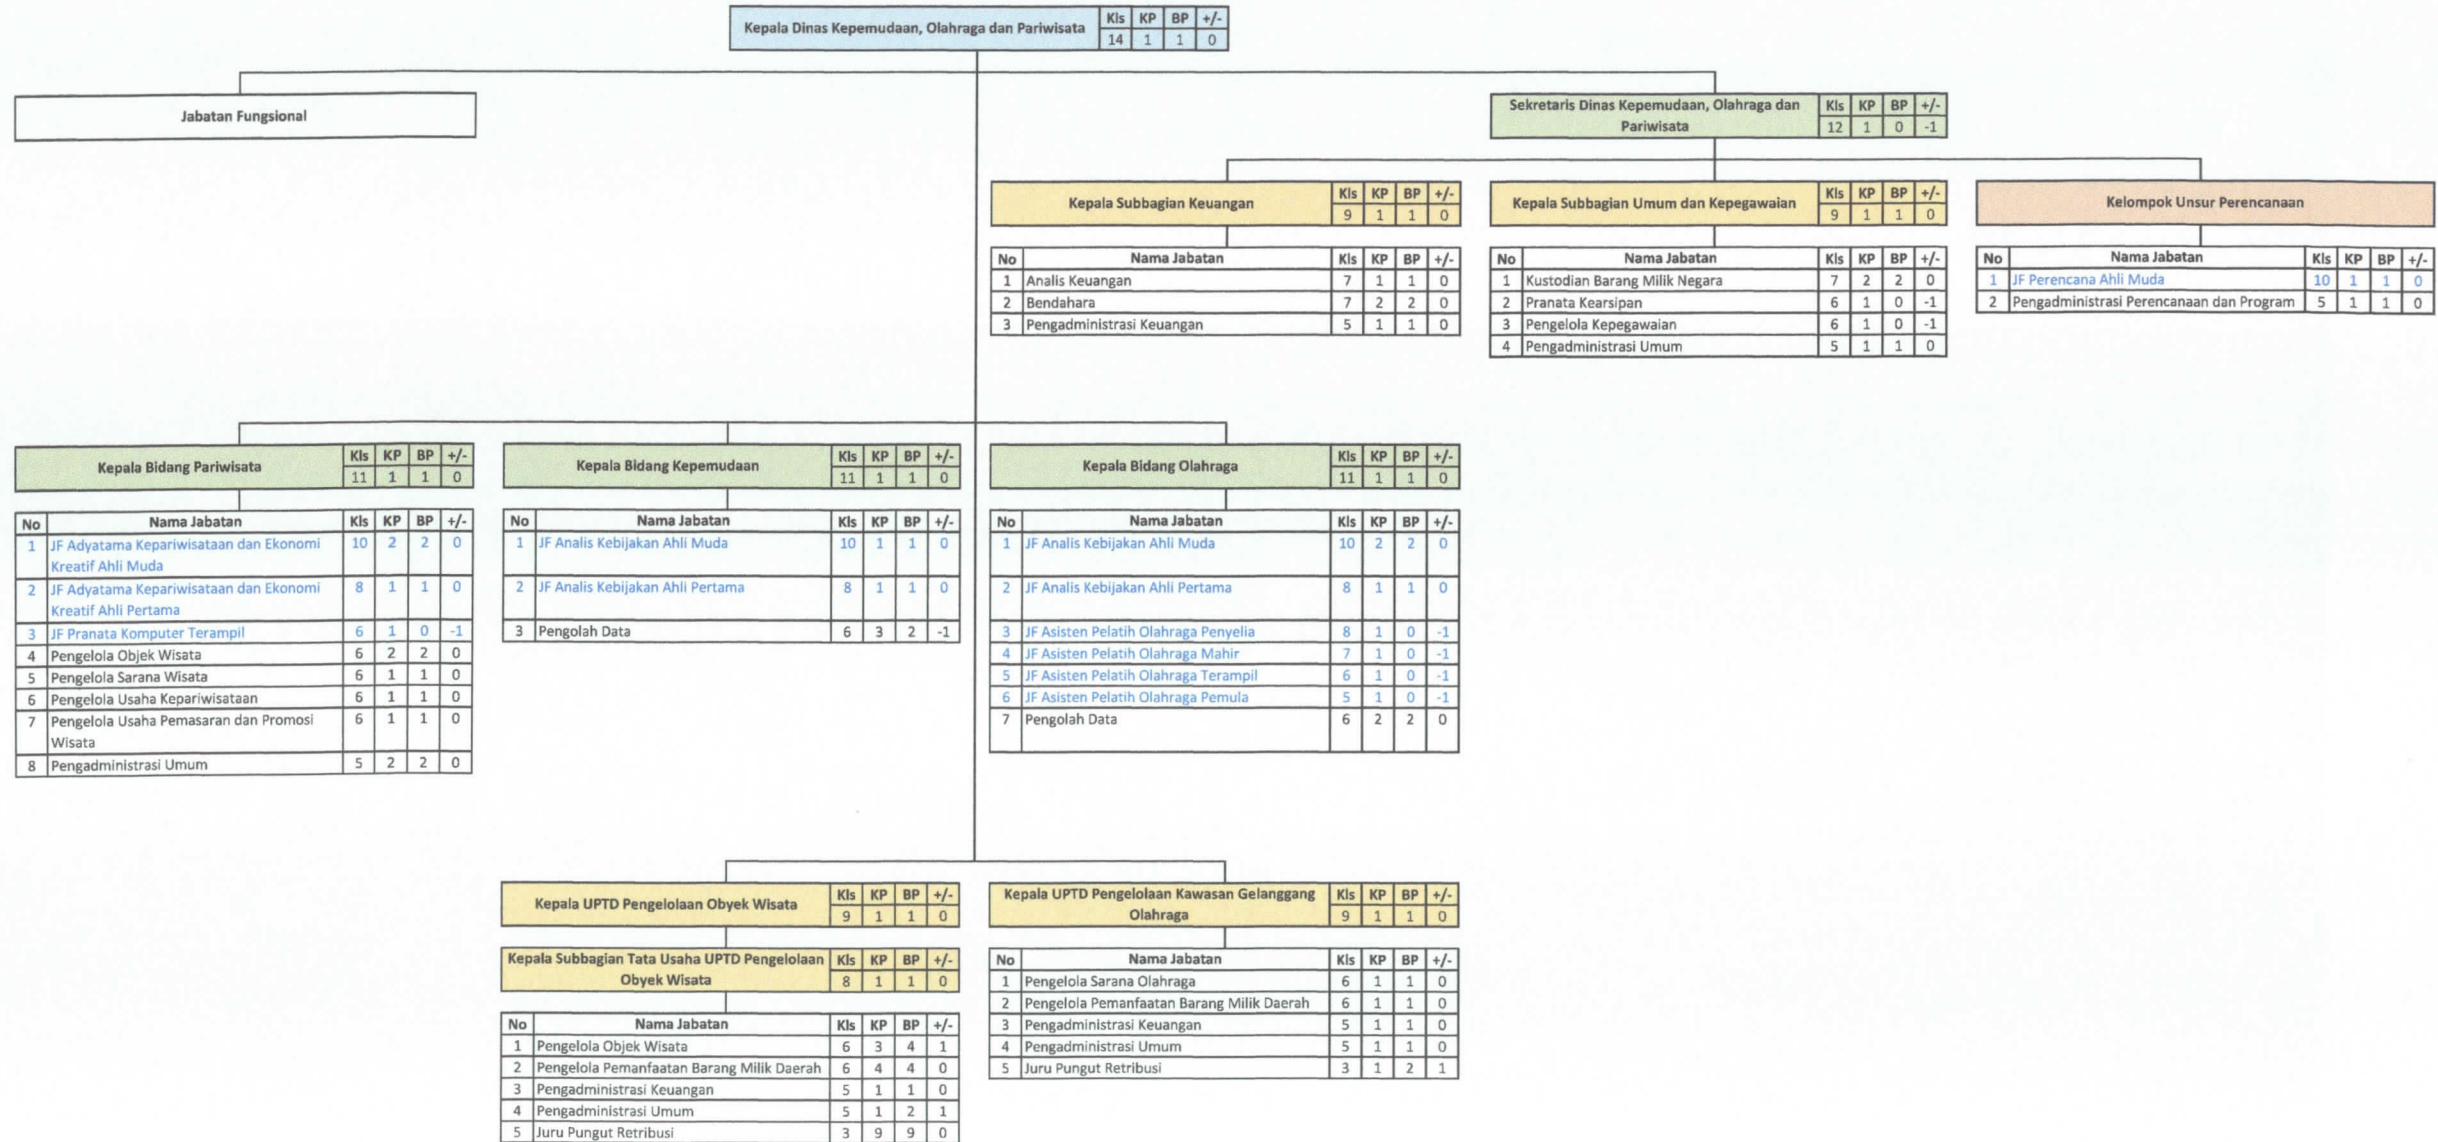 Kepala Dinas Kepemudaan, Olahraga dan Pariwisata Kls KP BP +/-
14 1 1 0
Jabatan Fungsional
Sekretaris Dinas Kepemudaan, Olahraga dan Kls KP BP +/-
Pariwisata 12 1 0 -1
Kepala Subbagian Keuangan Kls KP BP +/-
9 1 1 0
No Nama Jabatan Kls KP BP +/-
1 Analis Keuangan 7 1 1 0
2 Bendahara 7 2 2 0
3 Pengadministrasi Keuangan 5 1 1 0
Kepala Subbagian Umum dan Kepegawaian Kls KP BP +/-
9 1 1 0
No Nama Jabatan Kls KP BP +/-
1 Kustodian Barang Milik Negara 7 2 2 0
2 Pranata Kearsipan 6 1 0 -1
3 Pengelola Kepegawaian 6 1 0 -1
4 Pengadministrasi Umum 5 1 1 0
Kelompok Unsur Perencanaan
No Nama Jabatan Kls KP BP +/-
1 JF Perencana Ahli Muda 10 1 1 0
2 Pengadministrasi Perencanaan dan Program 5 1 1 0
Kepala Bidang Pariwisata Kls KP BP +/-
11 1 1 0
No Nama Jabatan Kls KP BP +/-
1 JF Adyatama Kepariwisataan dan Ekonomi 10 2 2 0
Kreatif Ahli Muda
2 JF Adyatama Kepariwisataan dan Ekonomi 8 1 1 0
Kreatif Ahli Pertama
3 JF Pranata Komputer Terampil 6 1 0 -1
4 Pengelola Objek Wisata 6 2 2 0
5 Pengelola Sarana Wisata 6 1 1 0
6 Pengelola Usaha Kepariwisataan 6 1 1 0
7 Pengelola Usaha Pemasaran dan Promosi 6 1 1 0
Wisata
8 Pengadministrasi Umum 5 2 2 0
Kepala Bidang Kepemudaan Kls KP BP +/-
11 1 1 0
No Nama Jabatan Kls KP BP +/-
1 JF Analis Kebijakan Ahli Muda 10 1 1 0
2 JF Analis Kebijakan Ahli Pertama 8 1 1 0
3 Pengolah Data 6 3 2 -1
Kepala Bidang Olahraga Kls KP BP +/-
11 1 1 0
No Nama Jabatan Kls KP BP +/-
1 JF Analis Kebijakan Ahli Muda 10 2 2 0
2 JF Analis Kebijakan Ahli Pertama 8 1 1 0
3 JF Asisten Pelatih Olahraga Penyelia 8 1 0 -1
4 JF Asisten Pelatih Olahraga Mahir 7 1 0 -1
5 JF Asisten Pelatih Olahraga Terampil 6 1 0 -1
6 JF Asisten Pelatih Olahraga Pemula 5 1 0 -1
7 Pengolah Data 6 2 2 0
Kepala UPTD Pengelolaan Obyek Wisata Kls KP BP +/-
9 1 1 0
Kepala Subbagian Tata Usaha UPTD Pengelolaan Kls KP BP +/-
Obyek Wisata 8 1 1 0
No Nama Jabatan Kls KP BP +/-
1 Pengelola Objek Wisata 6 3 4 1
2 Pengelola Pemanfaatan Barang Milik Daerah 6 4 4 0
3 Pengadministrasi Keuangan 5 1 1 0
4 Pengadministrasi Umum 5 1 2 1
5 Juru Pungut Retribusi 3 9 9 0
Kepala UPTD Pengelolaan Kawasan Gelanggang Kls KP BP +/-
Olahraga 9 1 1 0
No Nama Jabatan Kls KP BP +/-
1 Pengelola Sarana Olahraga 6 1 1 0
2 Pengelola Pemanfaatan Barang Milik Daerah 6 1 1 0
3 Pengadministrasi Keuangan 5 1 1 0
4 Pengadministrasi Umum 5 1 1 0
5 Juru Pungut Retribusi 3 1 2 1